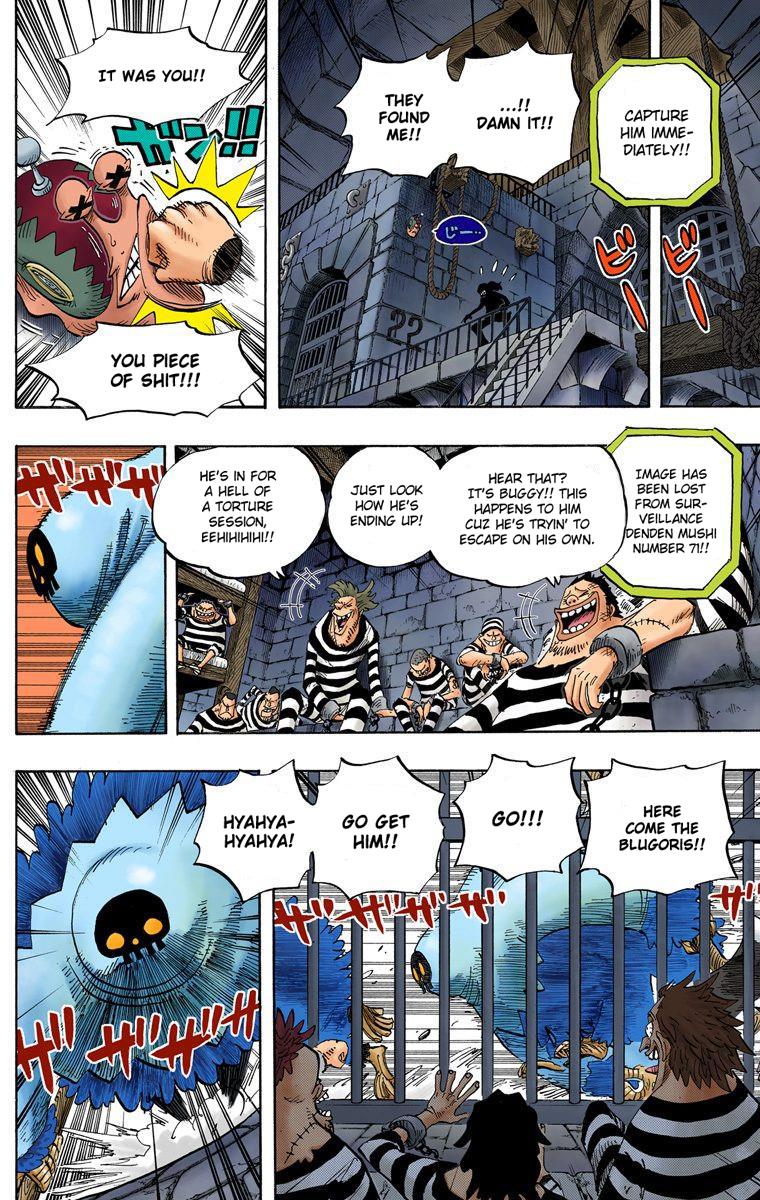 CAPTURE
HIM IMME-
DIATELY!!
ビービー
...!!
DAMN IT!!
THEY
FOUND
ME!!
じー‥
22
IT WAS YOU!!
ガン!!
YOU PIECE
OF SHIT!!!
IMAGE HAS
BEEN LOST
FROM SUR-
VEILLANCE
DENDEN MUSHI
NUMBER 71!!
HEAR THAT?
IT'S BUGGY!! THIS
HAPPENS TO HIM
CUZ HE'S TRYIN' TO
ESCAPE ON HIS OWN.
JUST LOOK
HOW HE'S
ENDING UP!
HE'S IN FOR
A HELL OF
A TORTURE
SESSION,
EEHIHIHIHI!!
ザザザ
HERE
COME THE
BLUGORIS!!
GO!!!
GO GET
HIM!!
HYAHYA-
HYAHYA!
ザッ
ザザザザ
ザザザザ